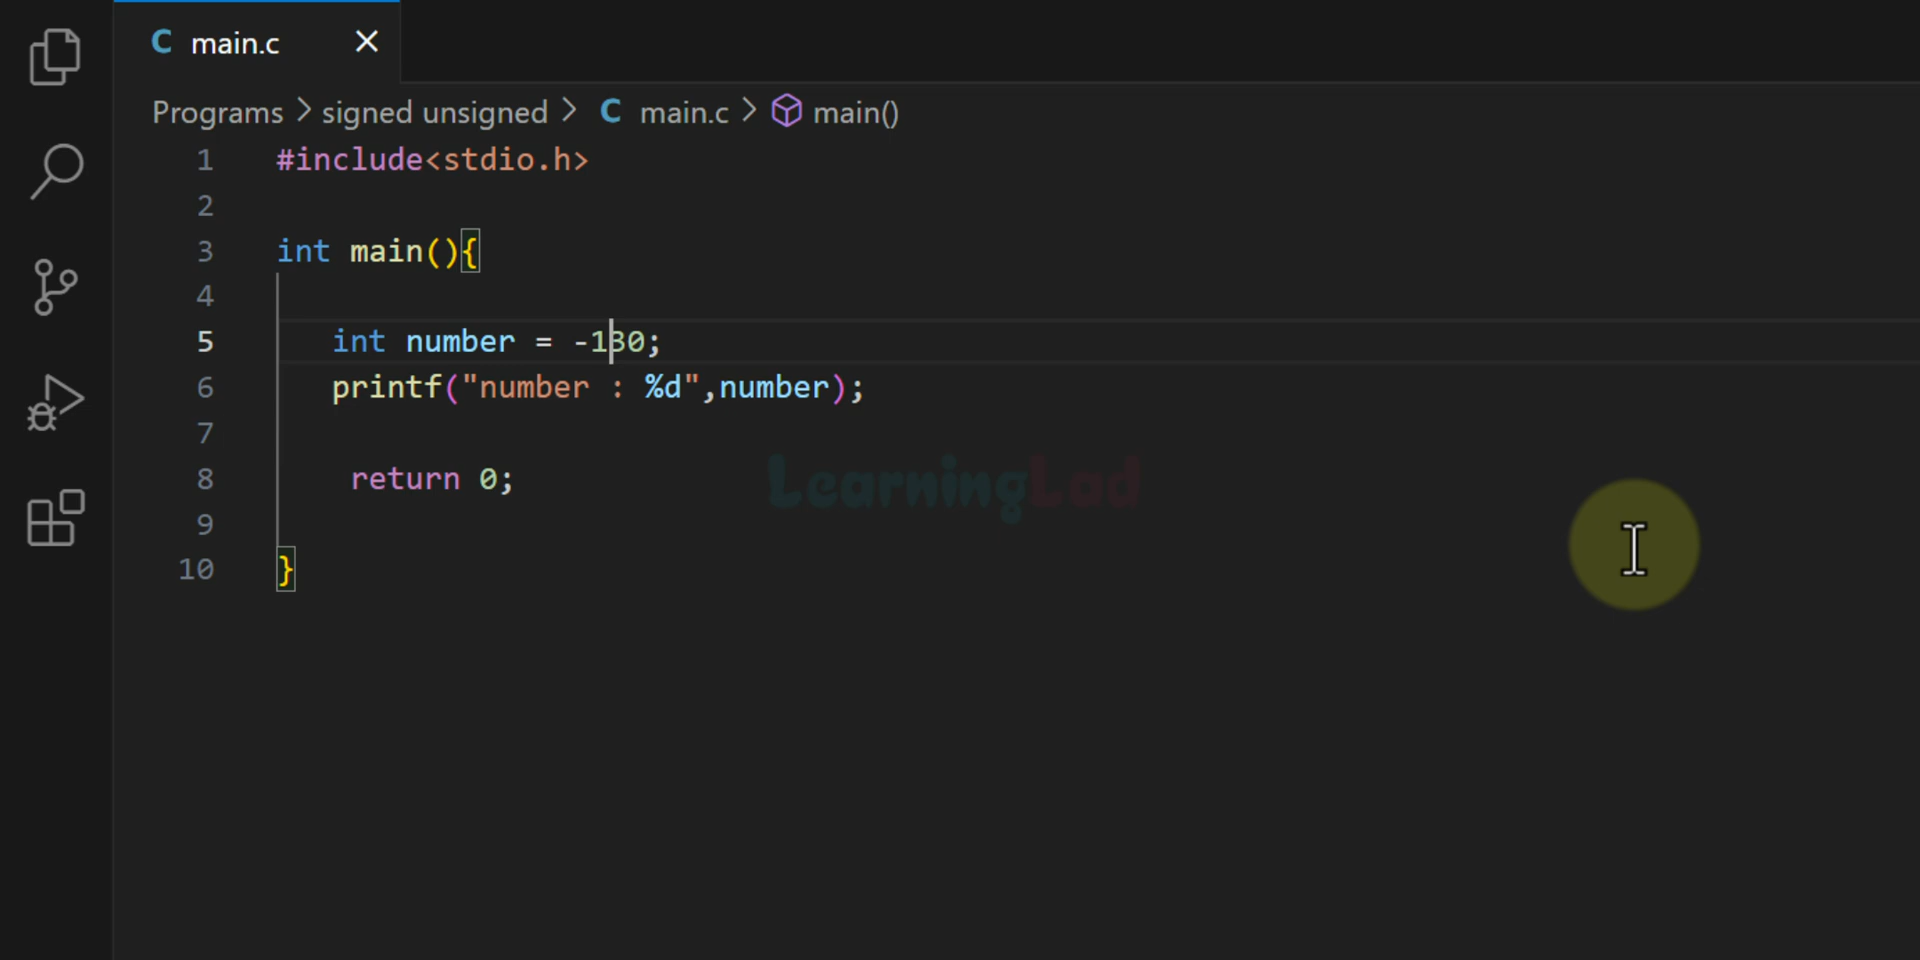 C main.c
Programs > signed unsigned > C main.c > main()
1 #include<stdio.h>
2
3 int main(){
4
5 int number = -130;
6 printf("number : %d",number);
7
8 return 0;
9
10 }
LearningLad